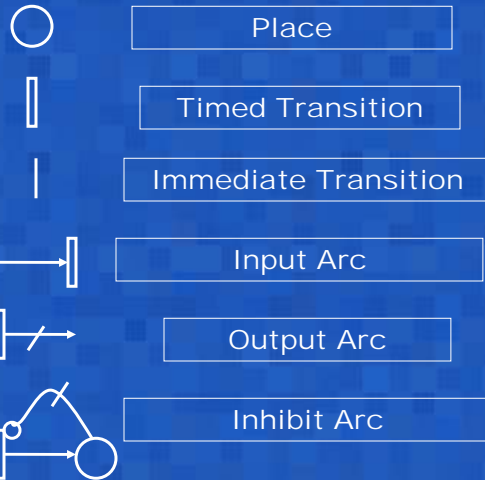 Place
Timed Transition
Immediate Transition
Input Arc
Output Arc
Inhibit Arc